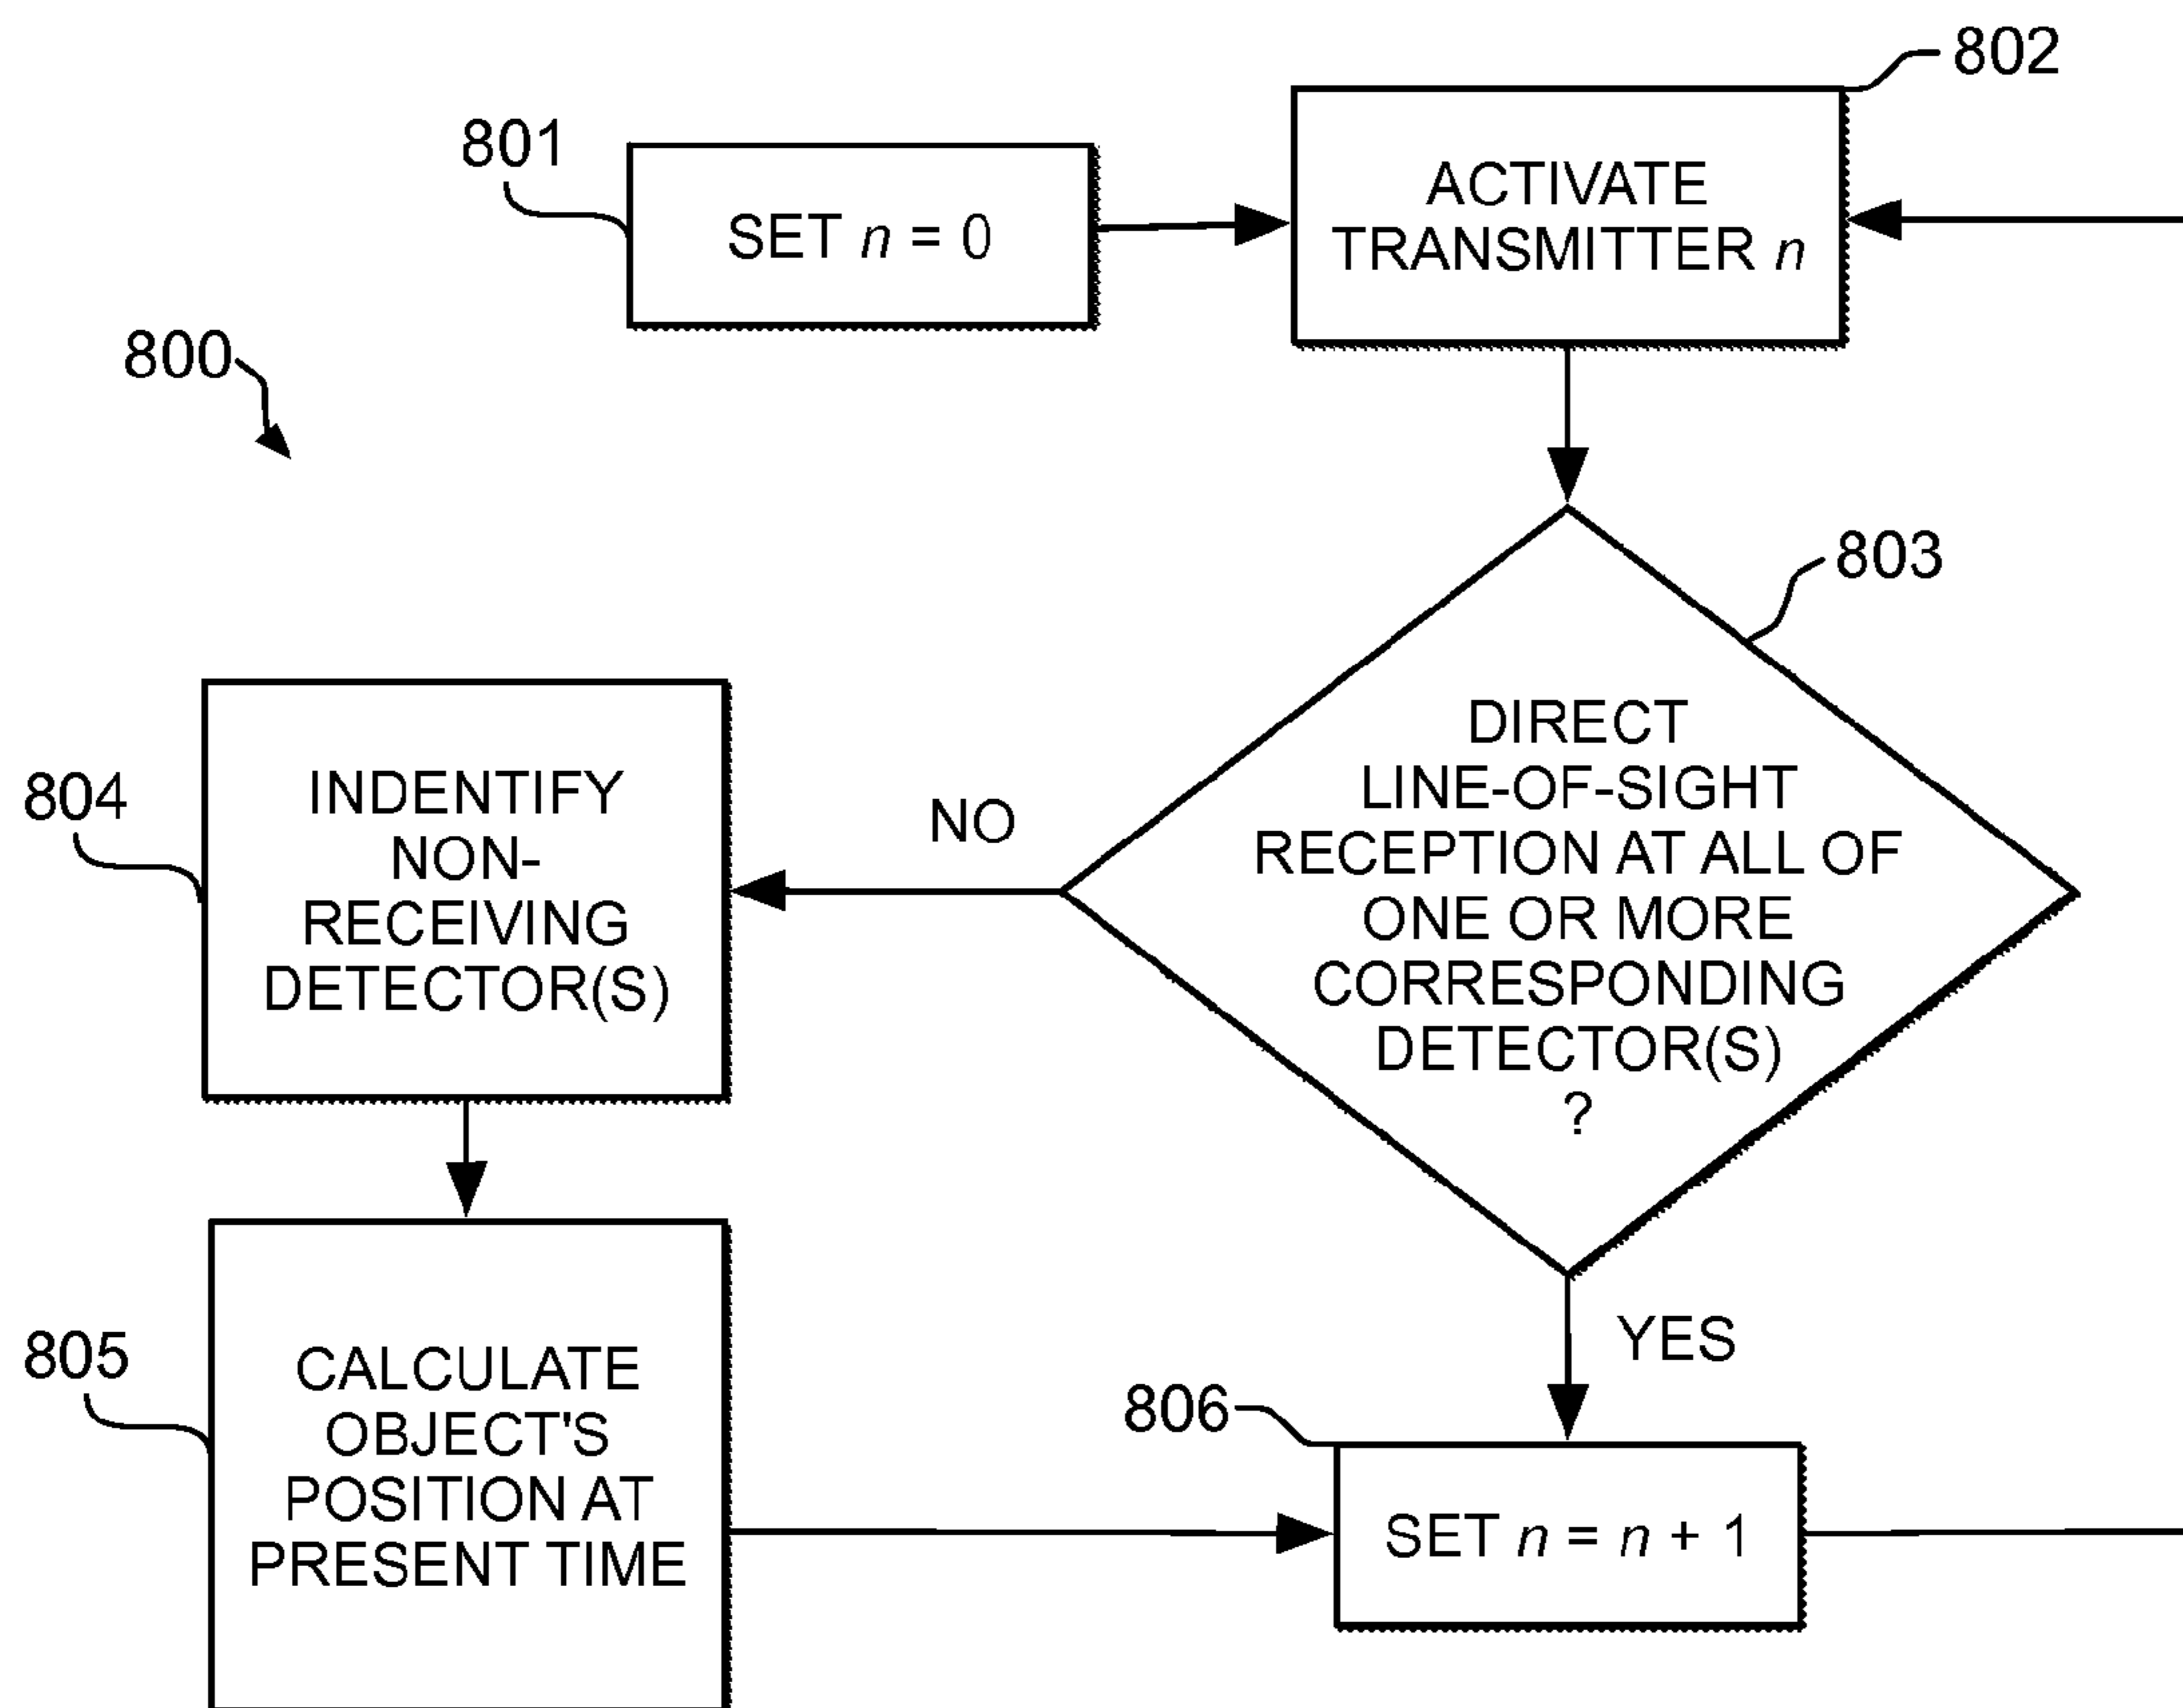 802
801
ACTIVATE
TRANSMITTER n
SET n = 0
800
803
DIRECT
LINE-OF-SIGHT
RECEPTION AT ALL OF
ONE OR MORE
CORRESPONDING
DETECTOR(S)
?
NO
804
INDENTIFY
NON-
RECEIVING
DETECTOR(S)
YES
805
CALCULATE
OBJECT'S
POSITION AT
PRESENT TIME
806
SET n = n + 1